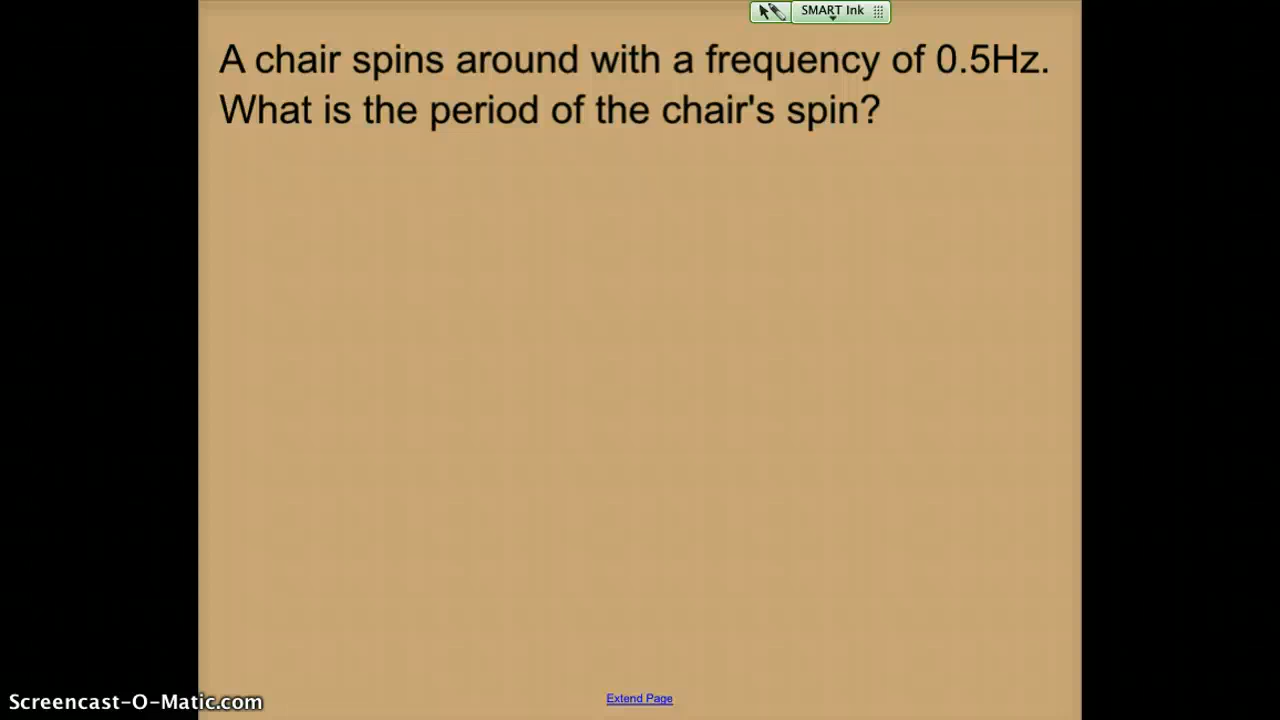 SMART Ink
A chair spins around with a frequency of 0.5Hz.
What is the period of the chair's spin?
Extend Page
Screencast-O-Matic.com